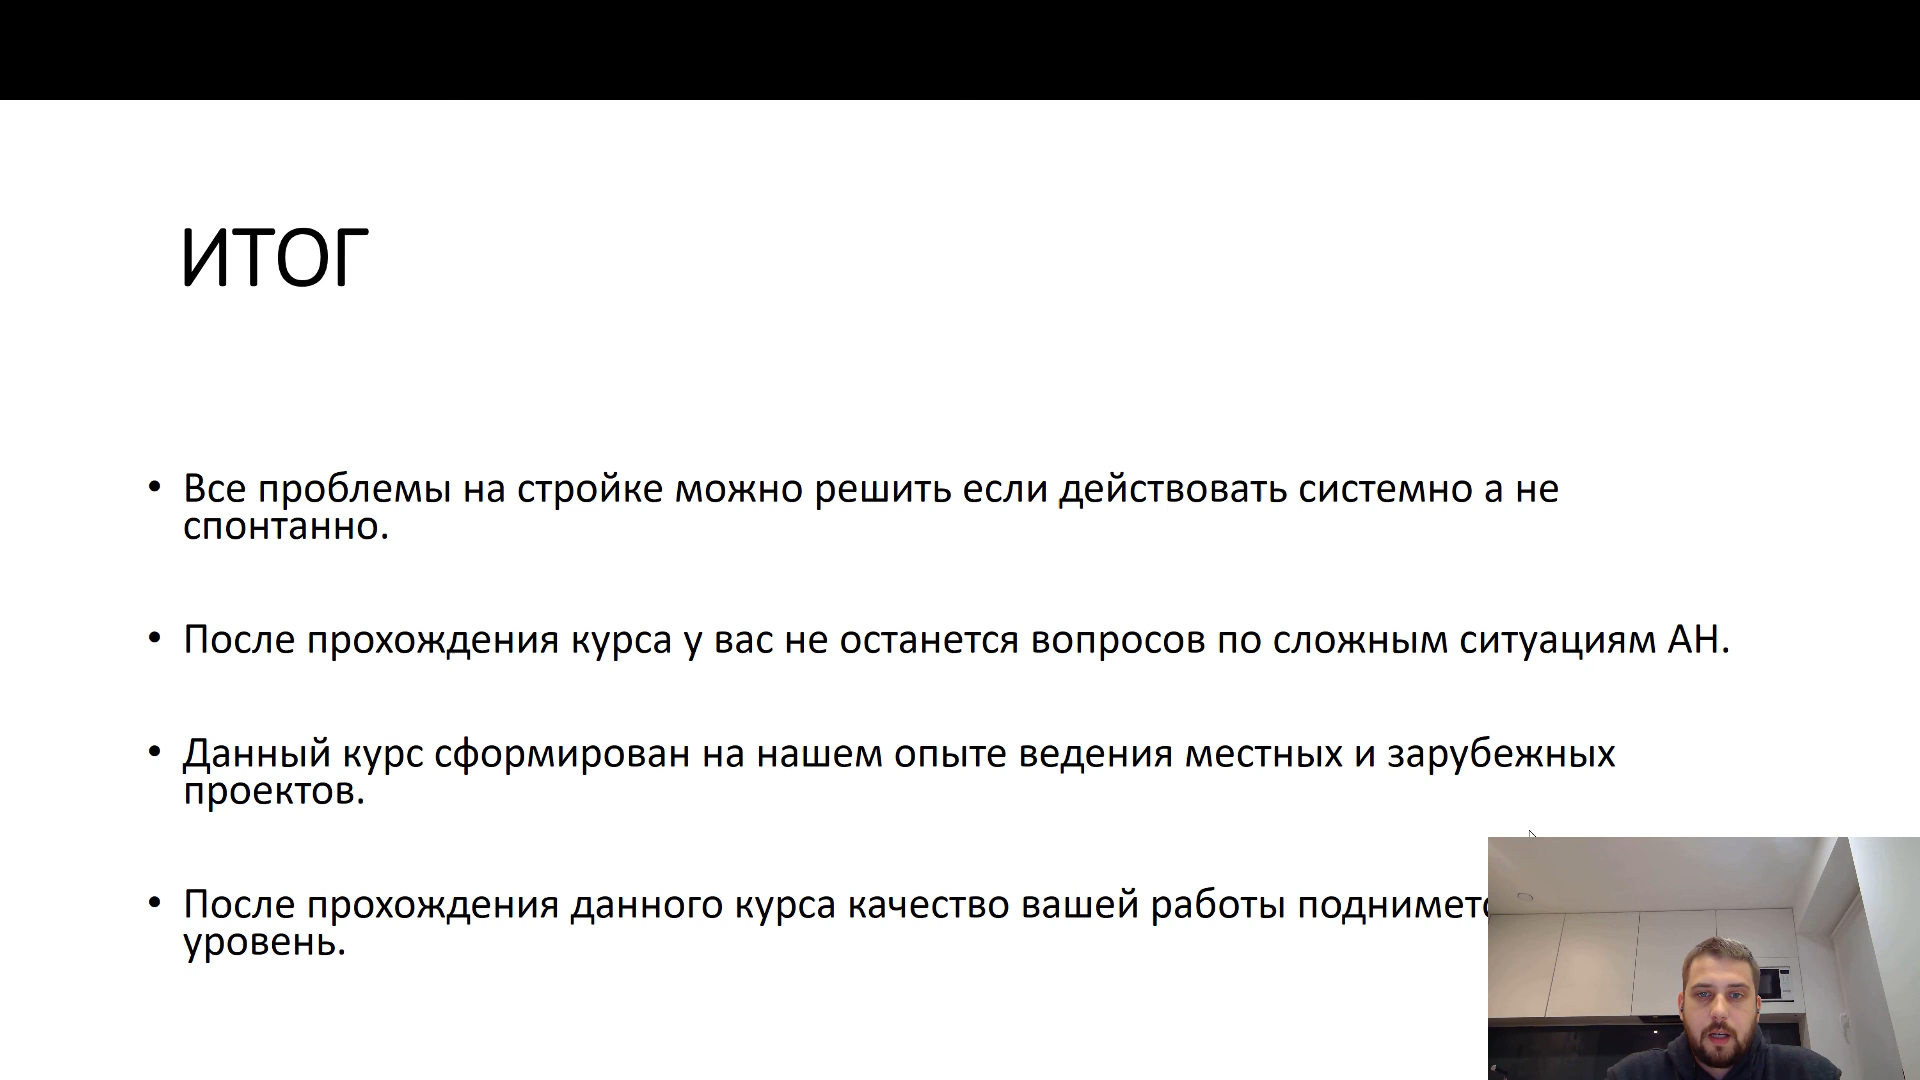 ИТОГ
• Все проблемы на стройке можно решить если действовать системно а не
спонтанно.
• После прохождения курса у вас не останется вопросов по сложным ситуациям АН.
• Данный курс сформирован на нашем опыте ведения местных и зарубежных
проектов.
• После прохождения данного курса качество вашей работы
уровень.